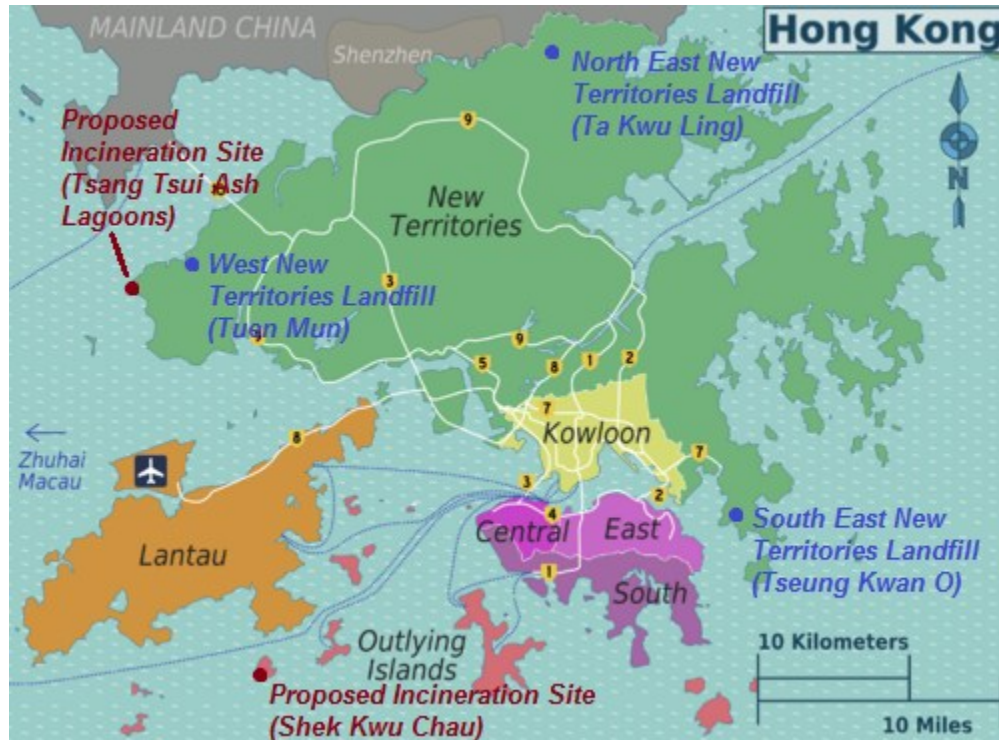 MAINLAND CHINA
Shenzhen
Hong Kong
North East New
Territories Landfill
(Ta Kwu Ling)
N
Proposed
Incineration Site
(Tsang Tsui Ash
Lagoons)
9
New
Territories
West New
Territories Landfill
(Tuen Mun)
3
9
9
5
8
1
2
7
Kowloon
7
8
Zhuhai
Macau
3
2
4
Central
East
South East New
Territories Landfill
(Tseung Kwan O)
Lantau
1
South
Outlying
Islands
10 Kilometers
10 Miles
Proposed Incineration Site
(Shek Kwu Chau)